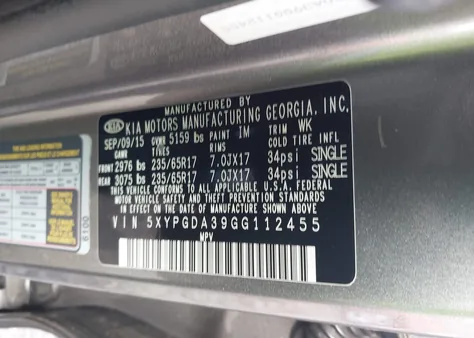 MANUFACTURED BY
KIA KIA MOTORS MANUFACTURING GEORGIA, INC.
SEP/09/15 GVWR 5159 lbs PAINT IM TRIM WK
GAWR TIRES RIMS COLD TIRE INFL
FRONT 2976 lbs 235/65R17 7.0JX17 34psi SINGLE
REAR 3075 lbs 235/65R17 7.0JX17 34psi SINGLE
THIS VEHICLE CONFORMS TO ALL APPLICABLE U.S.A. FEDERAL
MOTOR VEHICLE SAFETY AND THEFT PREVENTION STANDARDS
IN EFFECT ON THE DATE OF MANUFACTURE SHOWN ABOVE
VIN 5XYPGDA39GG112455
MPV
6100